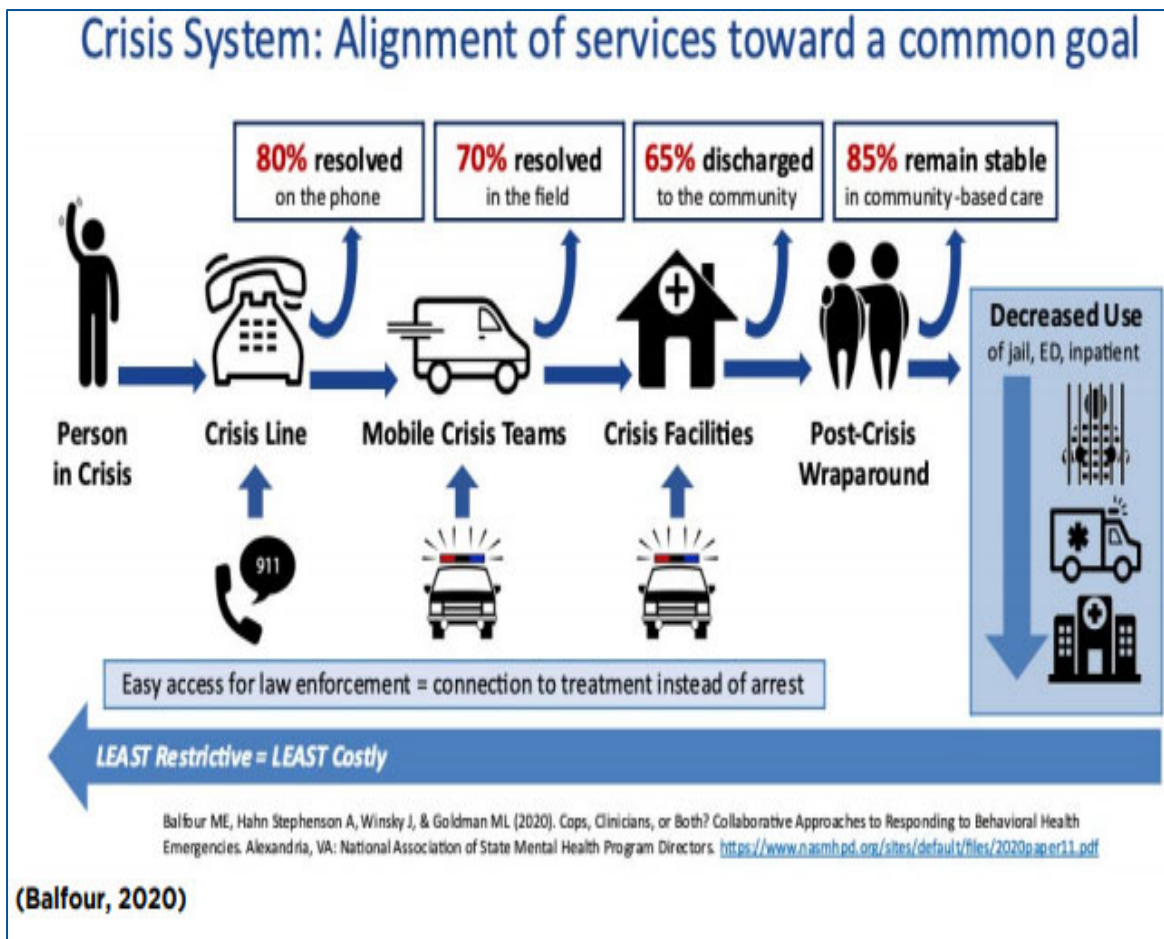 Crisis System: Alignment of services toward a common goal
80% resolved
on the phone
70% resolved
in the field
65% discharged
to the community
85% remain stable
in community-based care
Decreased Use
of jail, ED, inpatient
Person
in Crisis
Crisis Line
Mobile Crisis Teams
Crisis Facilities
Post-Crisis
Wraparound
911
Easy access for law enforcement = connection to treatment instead of arrest
LEAST Restrictive = LEAST Costly
Balfour ME, Hahn Stephenson A, Winsky J, & Goldman ML (2020). Cops, Clinicians, or Both? Collaborative Approaches to Responding to Behavioral Health
Emergencies. Alexandria, VA: National Association of State Mental Health Program Directors. https://www.nasmhpd.org/sites/default/files/2020paper11.pdf
(Balfour, 2020)